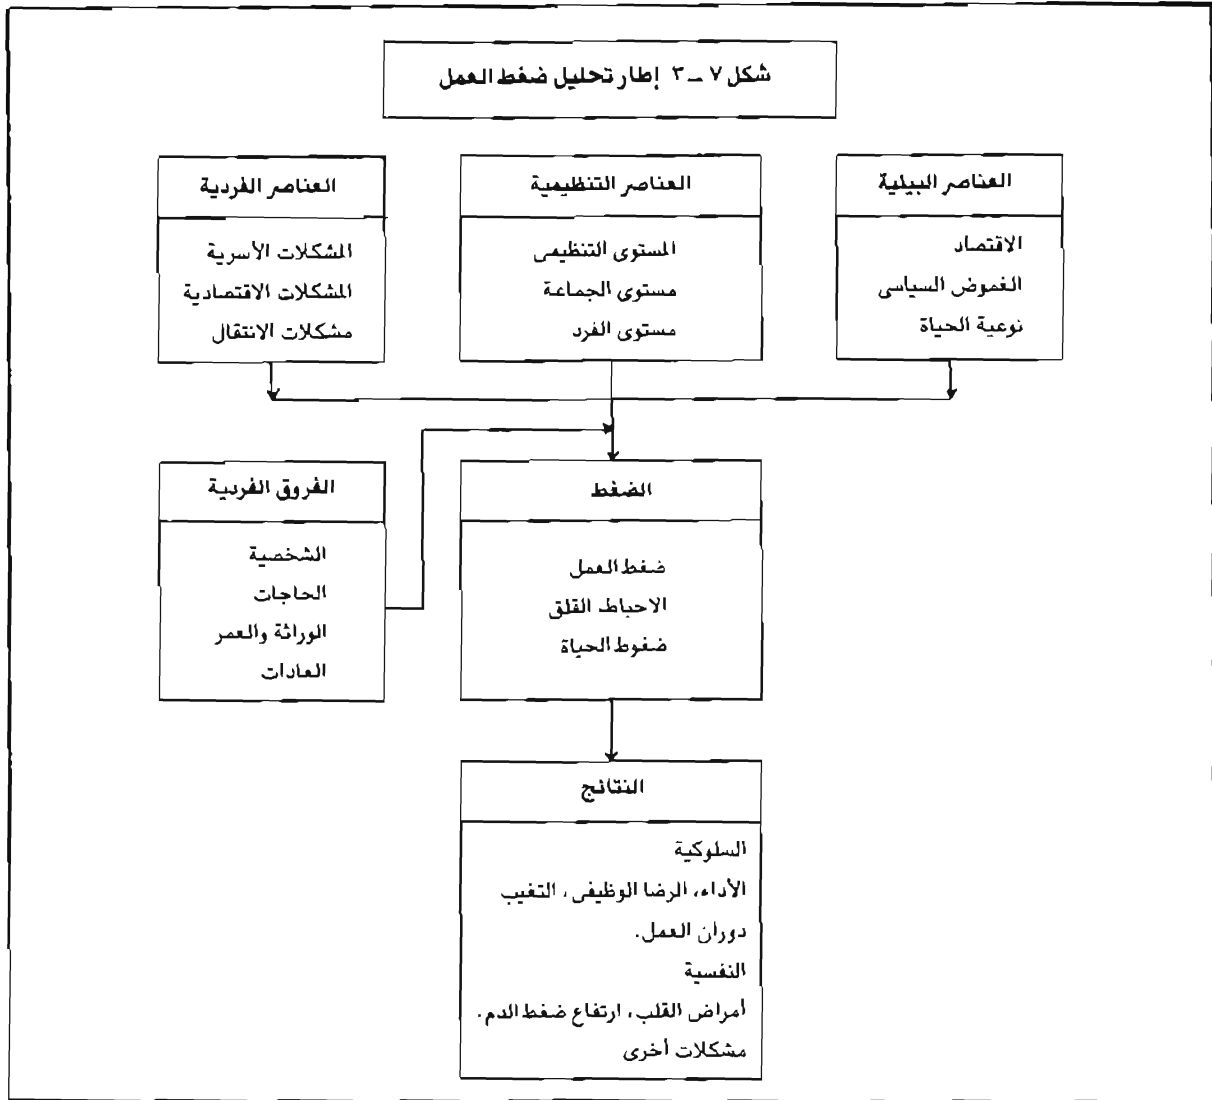 شكل ٧ ـ ٣ إطار تحليل ضغط العمل
العناصر البيئية
الاقتصاد
الغموض السياسى
نوعية الحياة
العناصر التنظيمية
المستوى التنظيمى
مستوى الجماعة
مستوى الفرد
العناصر الفردية
المشكلات الأسرية
المشكلات الاقتصادية
مشكلات الانتقال
الضغط
ضغط العمل
الاحباط القلق
ضغوط الحياة
الفروق الفردية
الشخصية
الحاجات
الوراثة والعمر
العادات
النتائج
السلوكية
الأداء، الرضا الوظيفى، التغيب
دوران العمل.
النفسية
أمراض القلب، ارتفاع ضغط الدم.
مشكلات أخرى